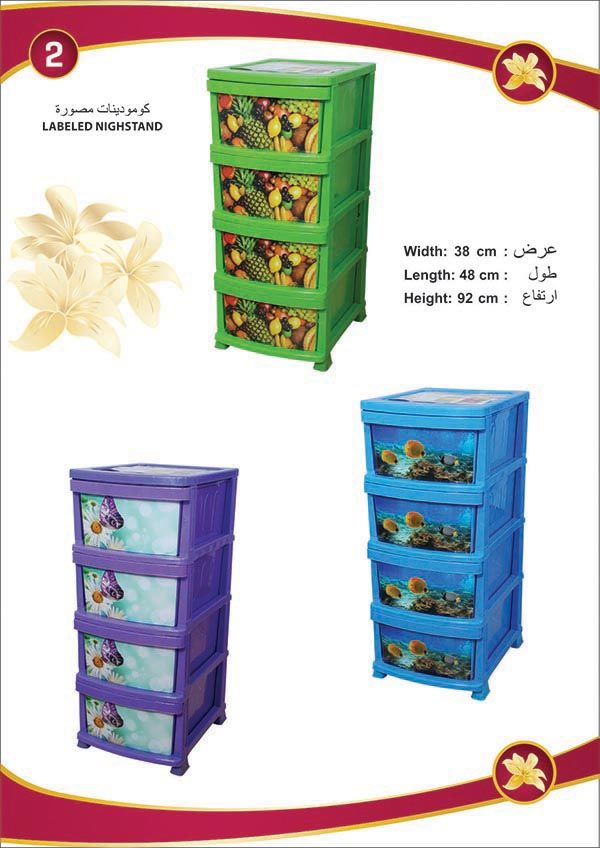 2
كومودينات مصورة
LABELED NIGHSTAND
Width: 38 cm : عرض
Length: 48 cm : طول
Height: 92 cm : ارتفاع